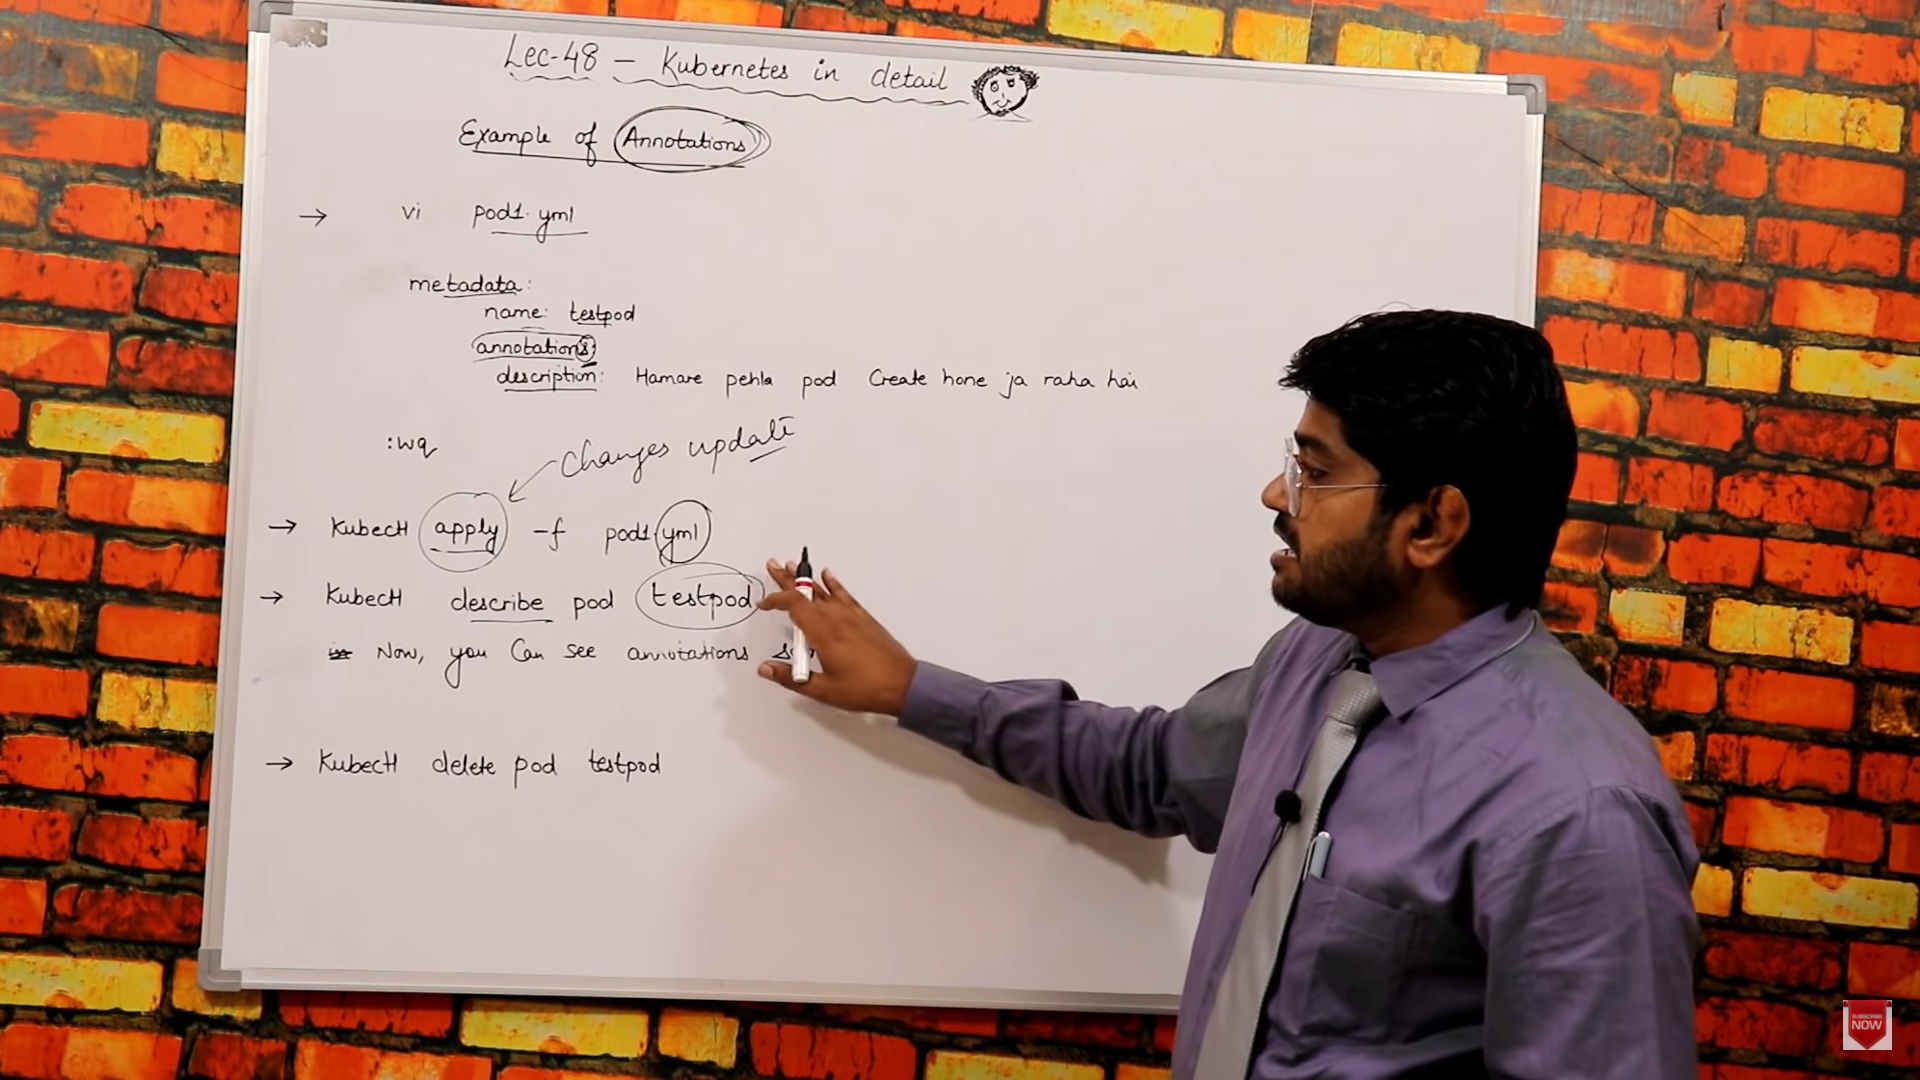 Lec-48 – Kubernetes in detail
Example of Annotations
→ vi pod1.yml
metadata:
name: testpod
annotations:
description: Hamare pehla pod Create hone ja raha hai
:wq
changes update
→ Kubectl apply -f pod1.yml
→ Kubectl describe pod testpod
Now, you Can see annotations
→ Kubectl delete pod testpod
SUBSCRIBE
NOW